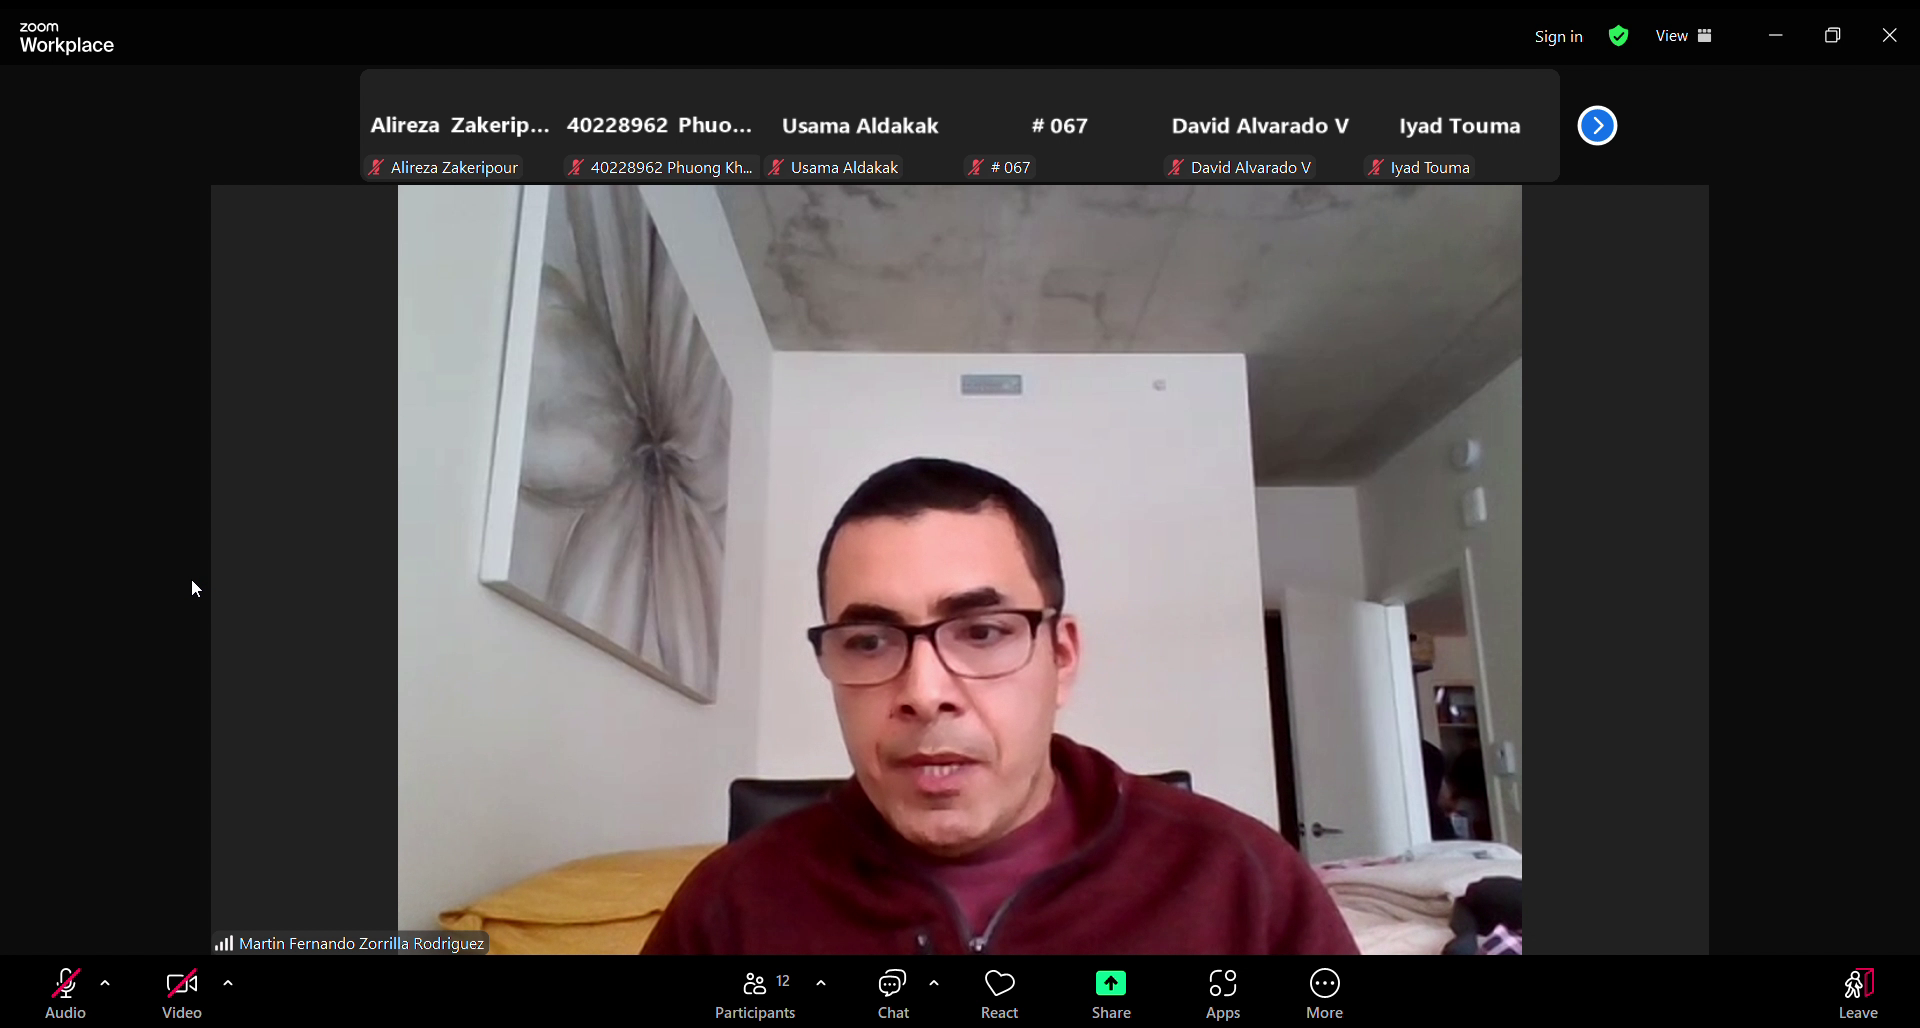 zoom
Workplace
Sign in
View
Alireza Zakerip...
40228962 Phuo...
Usama Aldakak
# 067
David Alvarado V
Iyad Touma
Alireza Zakeripour
40228962 Phuong Kh...
Usama Aldakak
# 067
David Alvarado V
Iyad Touma
Martin Fernando Zorrilla Rodriguez
12
Audio
Video
Participants
Chat
React
Share
Apps
More
Leave